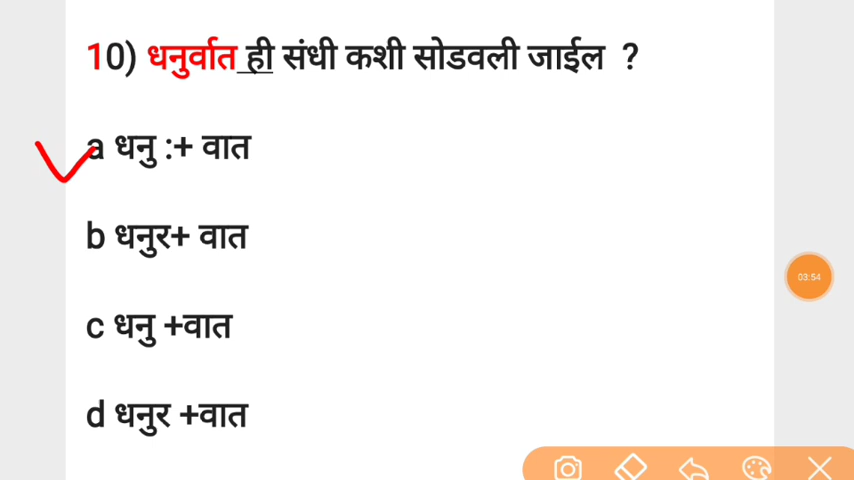 10) धनुर्वात ही संधी कशी सोडवली जाईल ?
a धनु :+ वात
b धनुर+ वात
03:54
c धनु +वात
d धनुर +वात